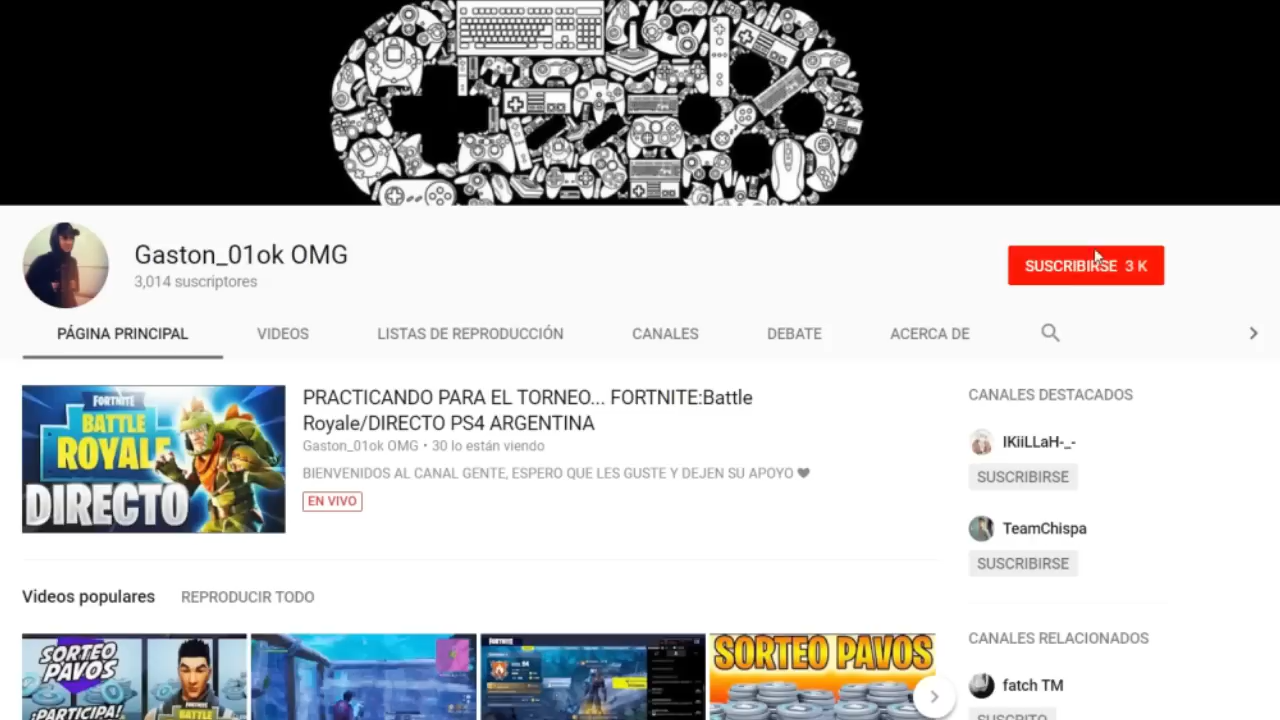 Gaston_01ok OMG
3,014 suscriptores
SUSCRIBIRSE 3 K
PÁGINA PRINCIPAL
VIDEOS
LISTAS DE REPRODUCCIÓN
CANALES
DEBATE
ACERCA DE
FORTNITE
BATTLE
ROYALE
DIRECTO
PRACTICANDO PARA EL TORNEO... FORTNITE:Battle
Royale/DIRECTO PS4 ARGENTINA
Gaston_01ok OMG • 30 lo están viendo
BIENVENIDOS AL CANAL GENTE, ESPERO QUE LES GUSTE Y DEJEN SU APOYO ❤
EN VIVO
CANALES DESTACADOS
IKiiLLaH-_-
SUSCRIBIRSE
TeamChispa
SUSCRIBIRSE
Videos populares
REPRODUCIR TODO
SORTEO
PAVOS
¡PARTICIPA!
BATTLE
FORTNITE
SORTEO PAVOS
CANALES RELACIONADOS
fatch TM
SUSCRITO